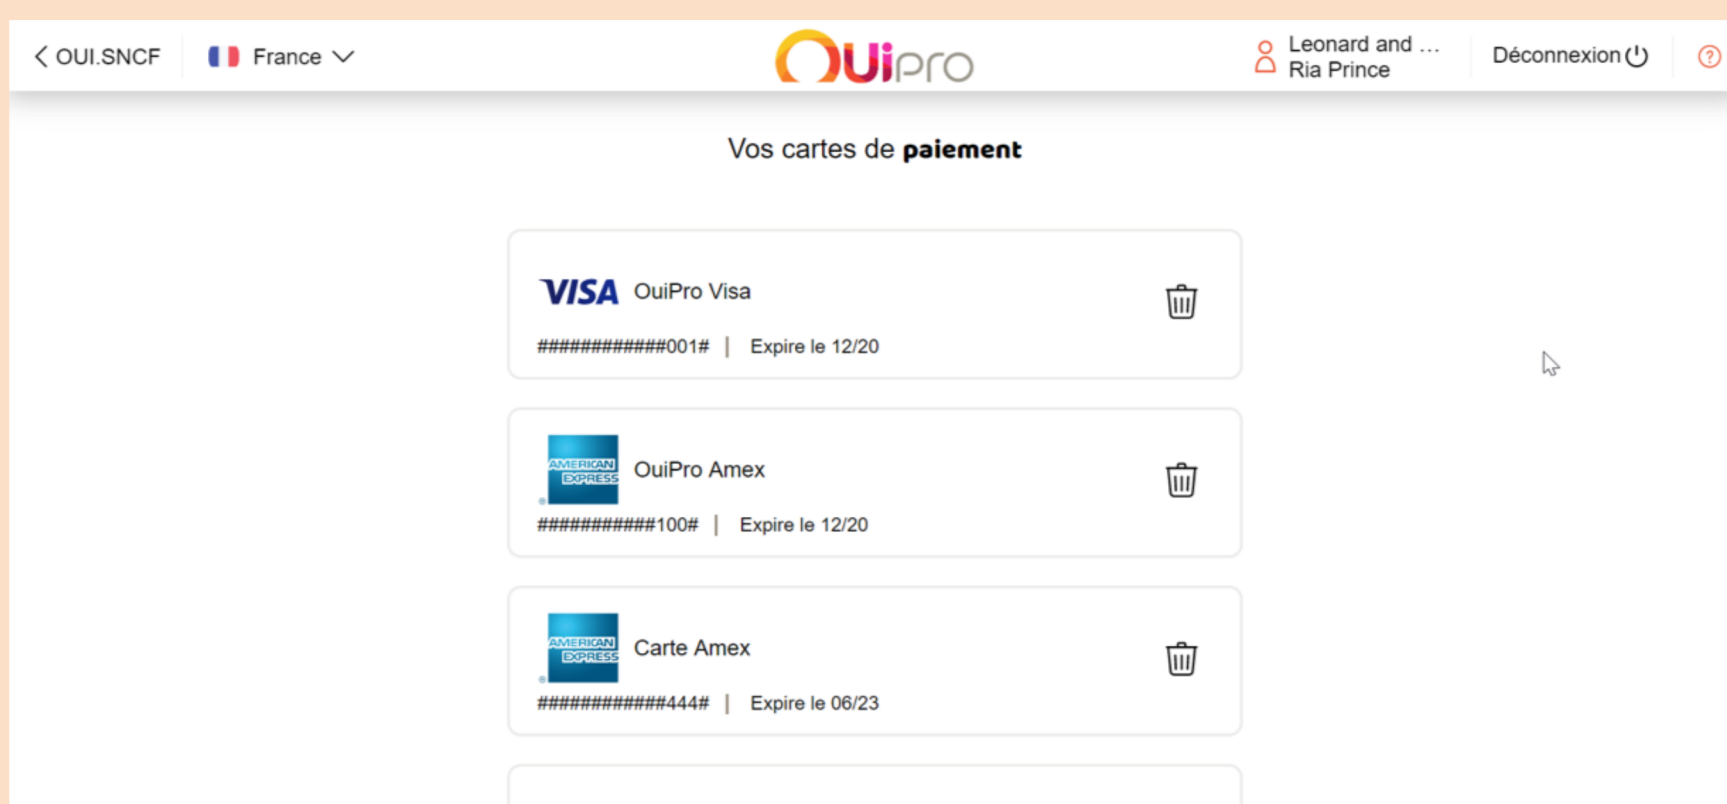 < OUI.SNCF
France
OUipro
Leonard and ...
Ria Prince
Déconnexion
?
Vos cartes de paiement
VISA OuiPro Visa
############001# | Expire le 12/20
AMERICAN
EXPRESS
®
OuiPro Amex
###########100# | Expire le 12/20
AMERICAN
EXPRESS
®
Carte Amex
############444# | Expire le 06/23